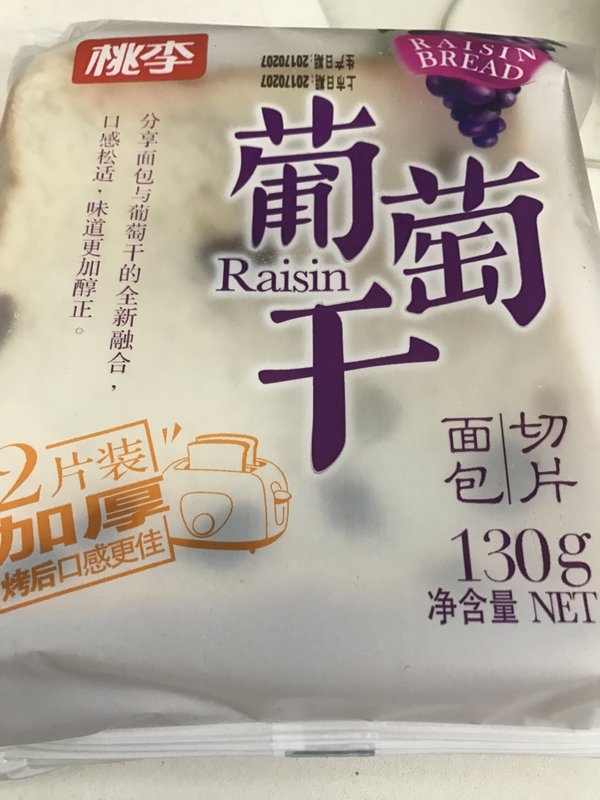 桃李
生产日期:20170207
上市日期:20170207
RAISIN
BREAD
葡萄干
Raisin
分享面包与葡萄干的全新融合，
口感松适，味道更加醇正。
2片装
加厚
烤后口感更佳
切片
面包
130g
净含量 NET